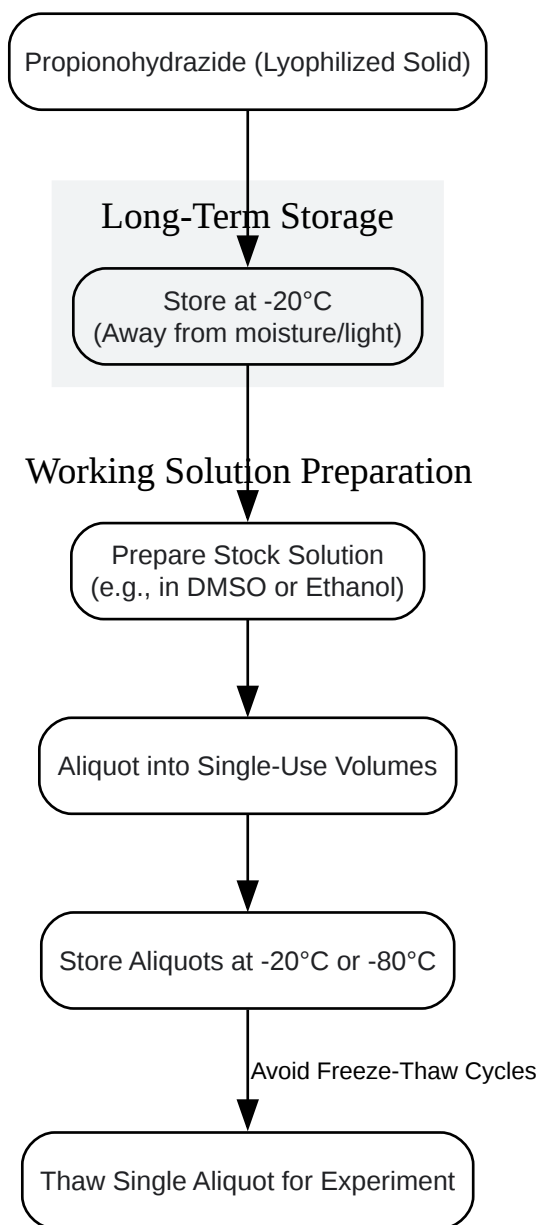 Propionohydrazide (Lyophilized Solid)
Long-Term Storage
Store at -20°C
(Away from moisture/light)
Working Solution Preparation
Prepare Stock Solution
(e.g., in DMSO or Ethanol)
Aliquot into Single-Use Volumes
Store Aliquots at -20°C or -80°C
Avoid Freeze-Thaw Cycles
Thaw Single Aliquot for Experiment